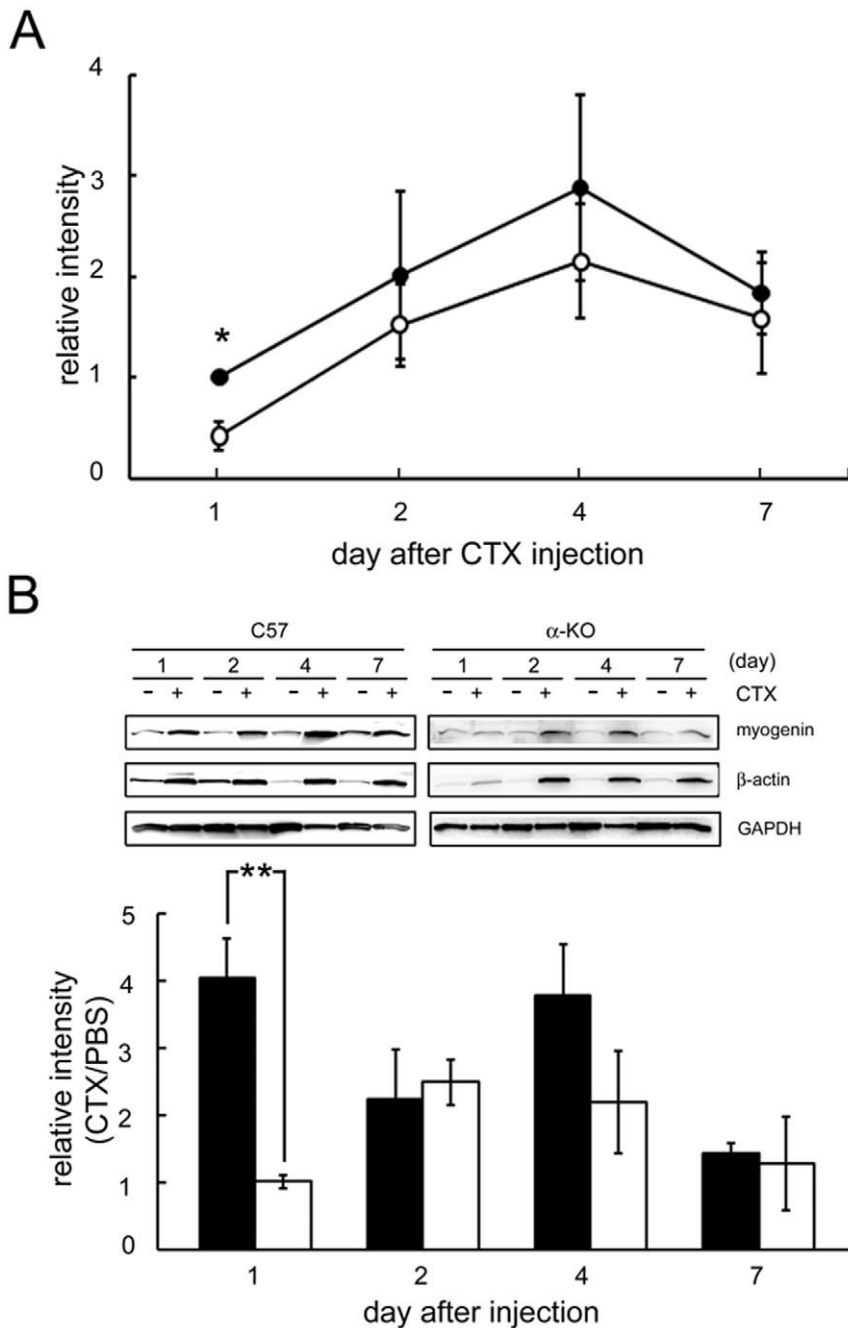 A
4
3
2
1
0
relative intensity
*
1 2 4 7
day after CTX injection
B
C57 α-KO
1 2 4 7 1 2 4 7 (day)
- + - + - + - + - + - + - + - + CTX
myogenin
β-actin
GAPDH
**
5
4
3
2
1
0
relative intensity
(CTX/PBS)
1 2 4 7
day after injection